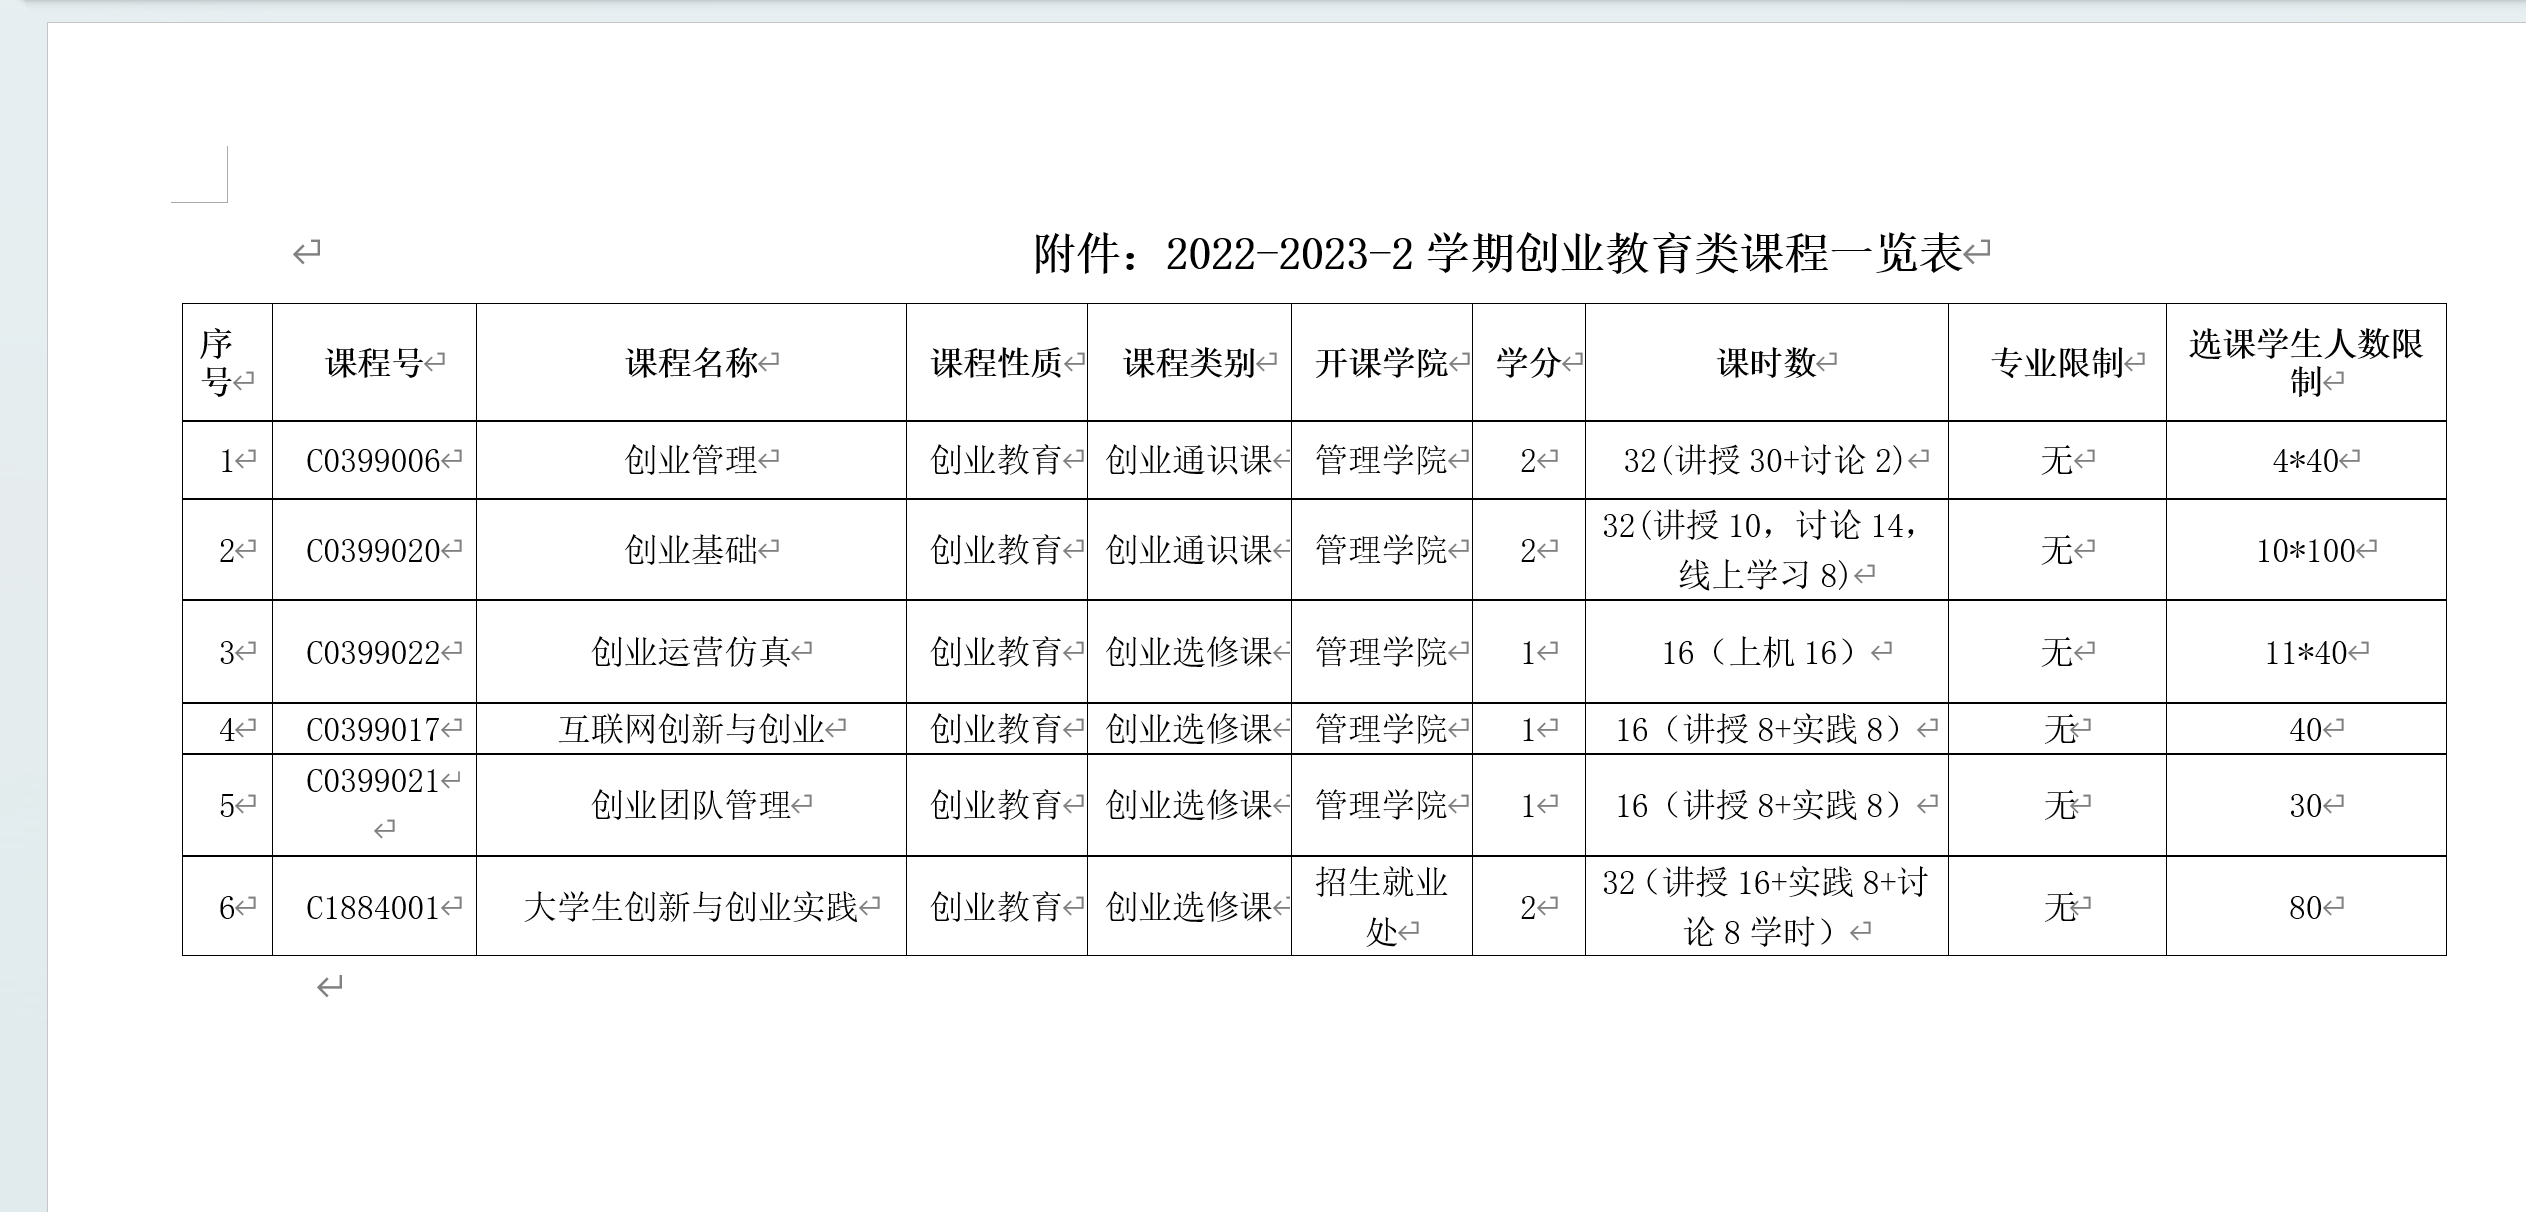 附件：2022-2023-2 学期创业教育类课程一览表
序号 课程号 课程名称 课程性质 课程类别 开课学院 学分 课时数 专业限制 选课学生人数限制
1 C0399006 创业管理 创业教育 创业通识课 管理学院 2 32(讲授 30+讨论 2) 无 4*40
2 C0399020 创业基础 创业教育 创业通识课 管理学院 2 32(讲授 10，讨论 14，线上学习 8) 无 10*100
3 C0399022 创业运营仿真 创业教育 创业选修课 管理学院 1 16（上机 16） 无 11*40
4 C0399017 互联网创新与创业 创业教育 创业选修课 管理学院 1 16（讲授 8+实践 8） 无 40
5 C0399021 创业团队管理 创业教育 创业选修课 管理学院 1 16（讲授 8+实践 8） 无 30
6 C1884001 大学生创新与创业实践 创业教育 创业选修课 招生就业处 2 32（讲授 16+实践 8+讨论 8 学时） 无 80